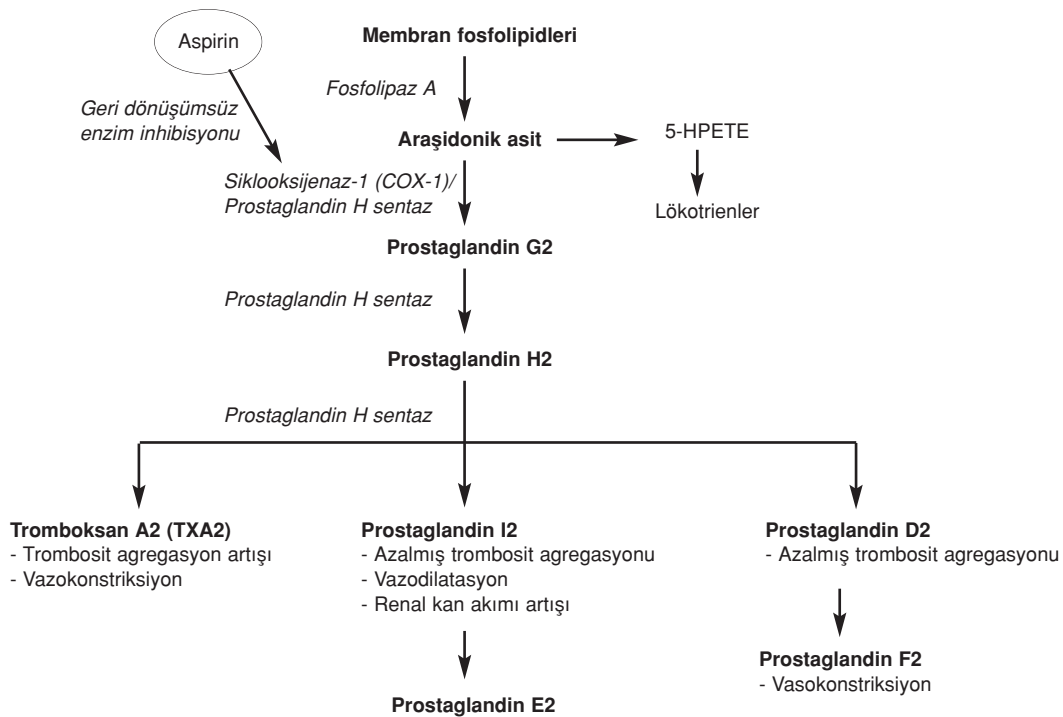 Aspirin
Membran fosfolipidleri
Fosfolipaz A
Geri dönüşümsüz
enzim inhibisyonu
Araşidonik asit
5-HPETE
Siklooksijenaz-1 (COX-1)/
Prostaglandin H sentaz
Lökotrienler
Prostaglandin G2
Prostaglandin H sentaz
Prostaglandin H2
Prostaglandin H sentaz
Tromboksan A2 (TXA2)
- Trombosit agregasyon artışı
- Vazokonstriksiyon
Prostaglandin I2
- Azalmış trombosit agregasyonu
- Vazodilatasyon
- Renal kan akımı artışı
Prostaglandin D2
- Azalmış trombosit agregasyonu
Prostaglandin F2
- Vasokonstriksiyon
Prostaglandin E2